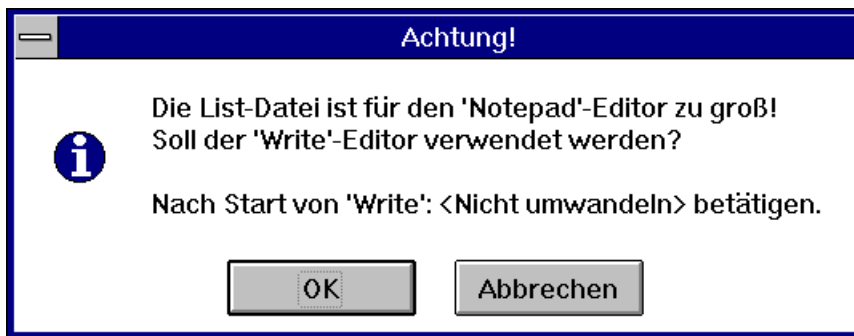 Achtung!
Die List-Datei ist für den 'Notepad'-Editor zu groß!
Soll der 'Write'-Editor verwendet werden?
Nach Start von 'Write': <Nicht umwandeln> betätigen.
OK
Abbrechen